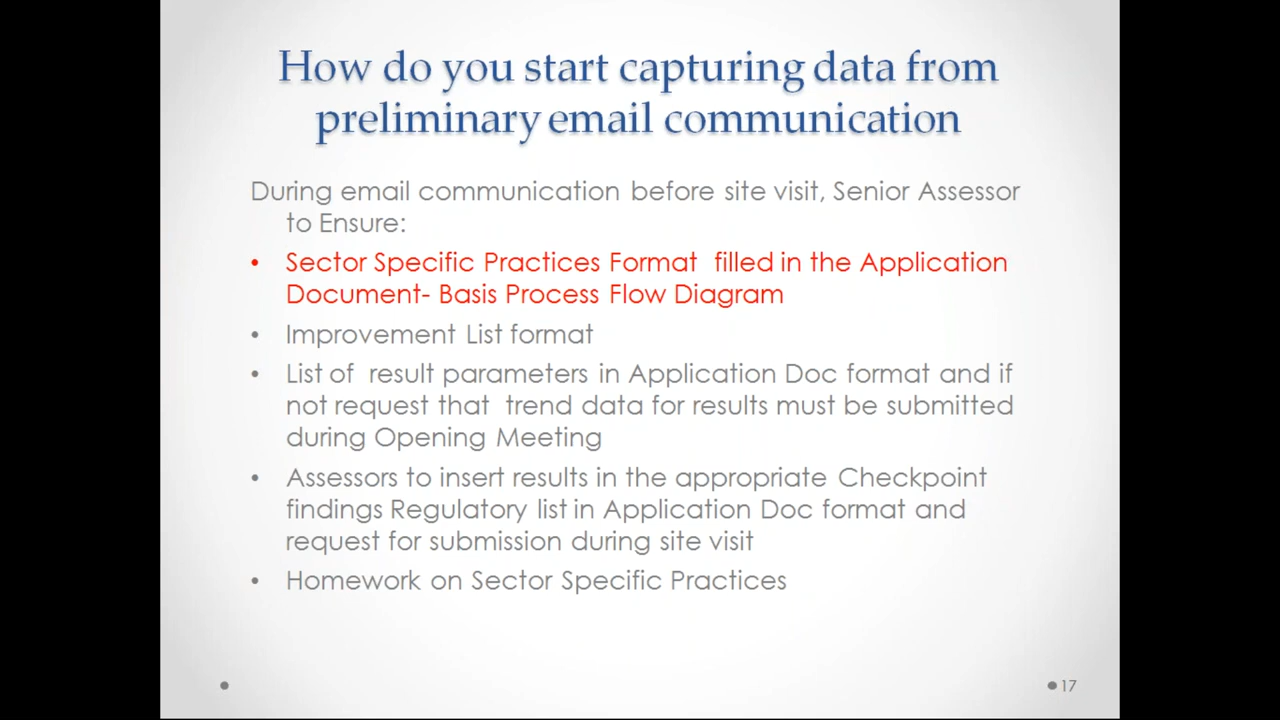 How do you start capturing data from
preliminary email communication
During email communication before site visit, Senior Assessor
to Ensure:
• Sector Specific Practices Format filled in the Application
Document- Basis Process Flow Diagram
• Improvement List format
• List of result parameters in Application Doc format and if
not request that trend data for results must be submitted
during Opening Meeting
• Assessors to insert results in the appropriate Checkpoint
findings Regulatory list in Application Doc format and
request for submission during site visit
• Homework on Sector Specific Practices
17